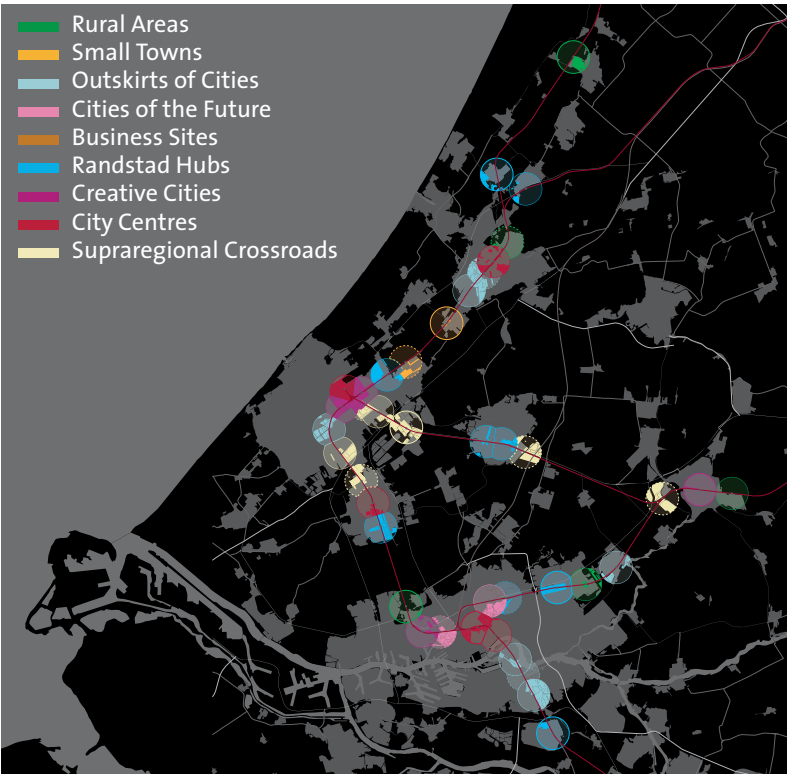 Rural Areas
Small Towns
Outskirts of Cities
Cities of the Future
Business Sites
Randstad Hubs
Creative Cities
City Centres
Supraregional Crossroads